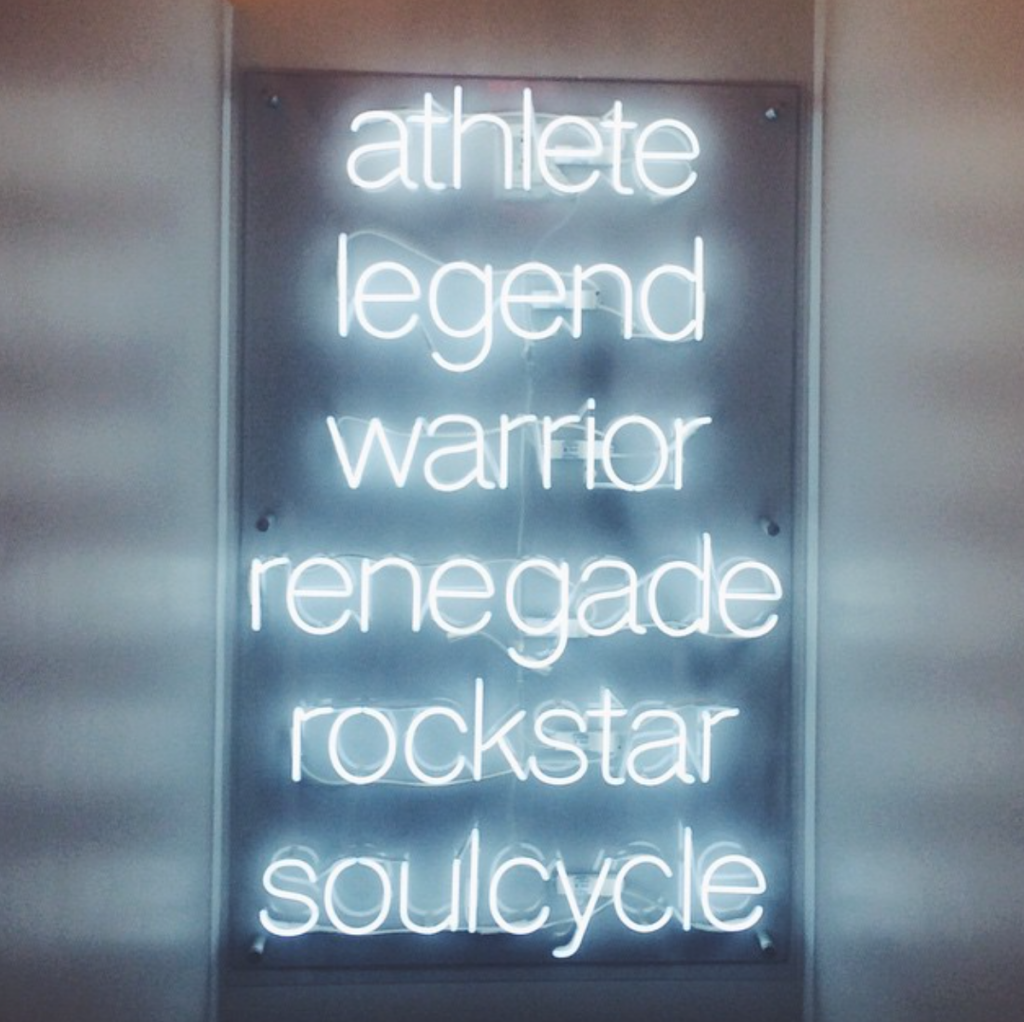 athlete
legend
warrior
renegade
rockstar
soulcycle